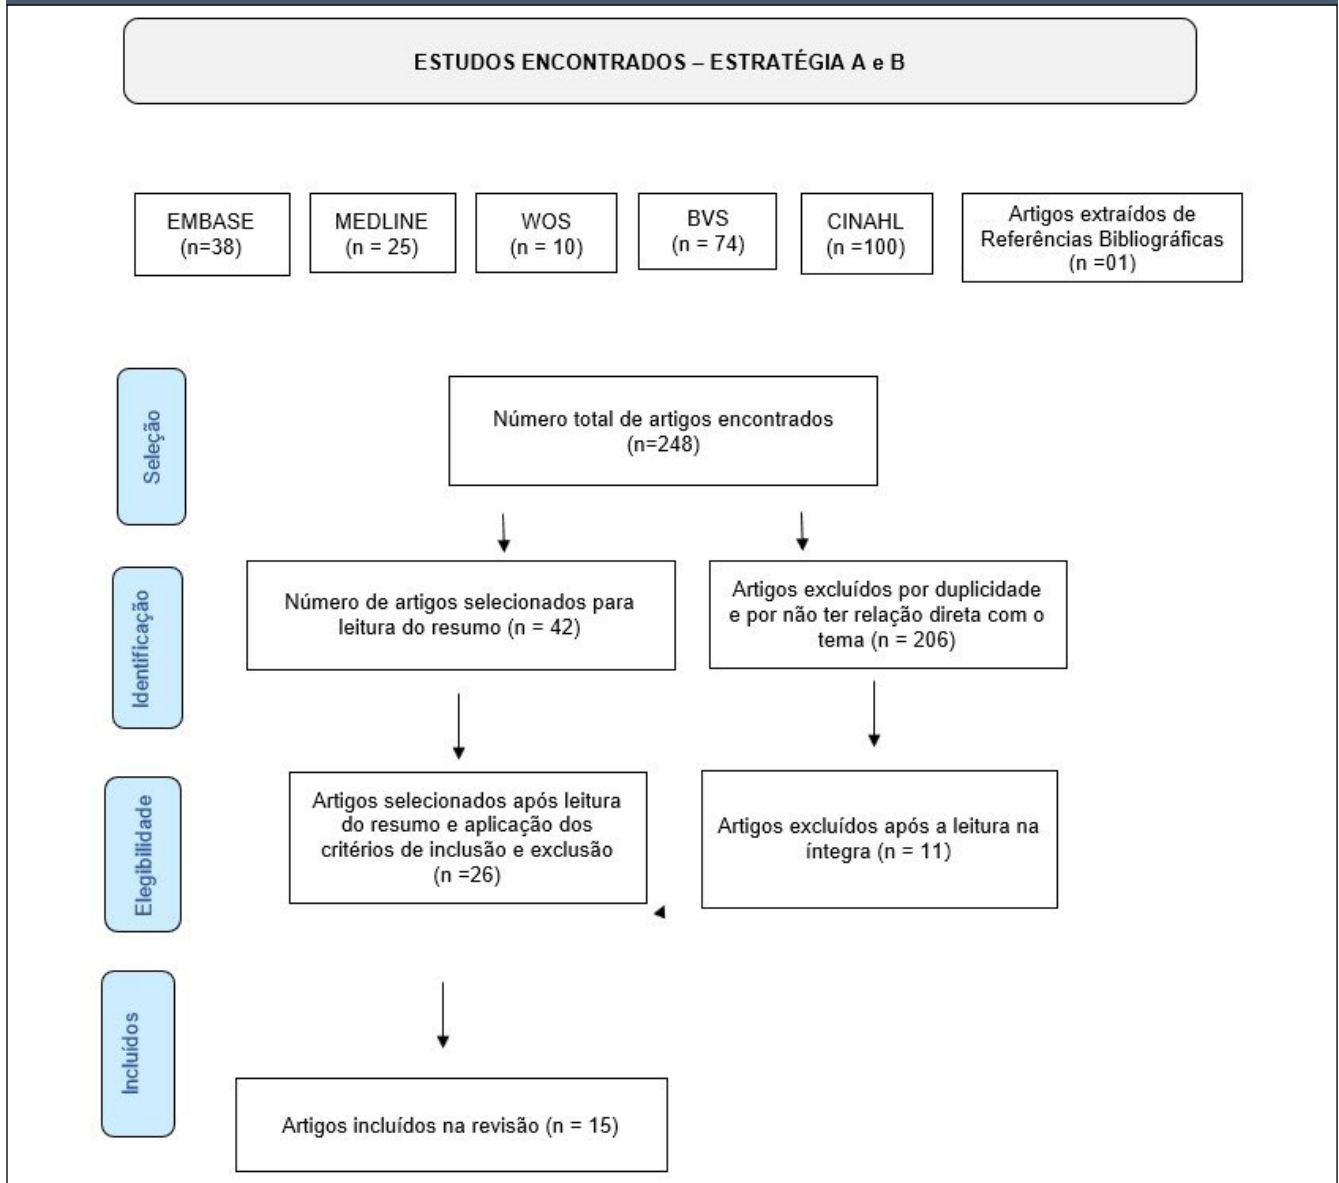 ESTUDOS ENCONTRADOS – ESTRATÉGIA A e B
EMBASE
(n=38)
MEDLINE
(n = 25)
WOS
(n = 10)
BVS
(n = 74)
CINAHL
(n =100)
Artigos extraídos de
Referências Bibliográficas
(n =01)
Seleção
Número total de artigos encontrados
(n=248)
Identificação
Número de artigos selecionados para
leitura do resumo (n = 42)
Artigos excluídos por duplicidade
e por não ter relação direta com o
tema (n = 206)
Elegibilidade
Artigos selecionados após leitura
do resumo e aplicação dos
critérios de inclusão e exclusão
(n =26)
Artigos excluídos após a leitura na
íntegra (n = 11)
Incluídos
Artigos incluídos na revisão (n = 15)